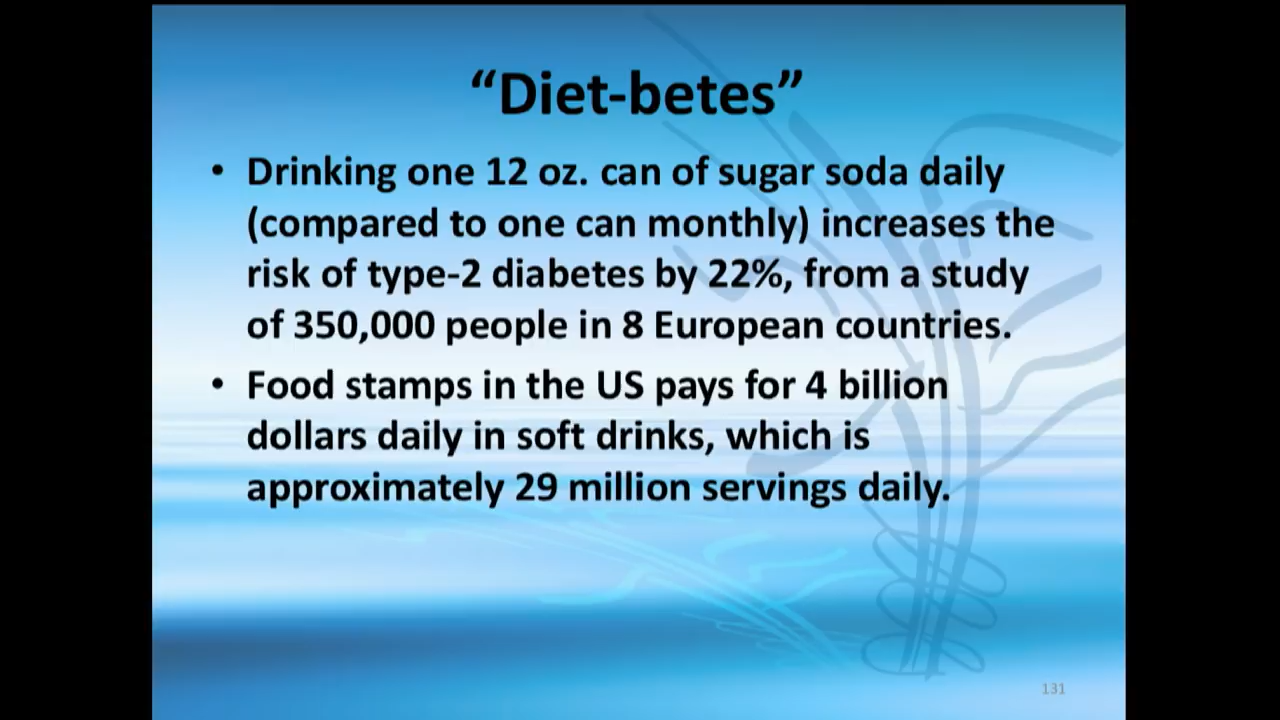 “Diet-betes”
• Drinking one 12 oz. can of sugar soda daily
(compared to one can monthly) increases the
risk of type-2 diabetes by 22%, from a study
of 350,000 people in 8 European countries.
• Food stamps in the US pays for 4 billion
dollars daily in soft drinks, which is
approximately 29 million servings daily.
131